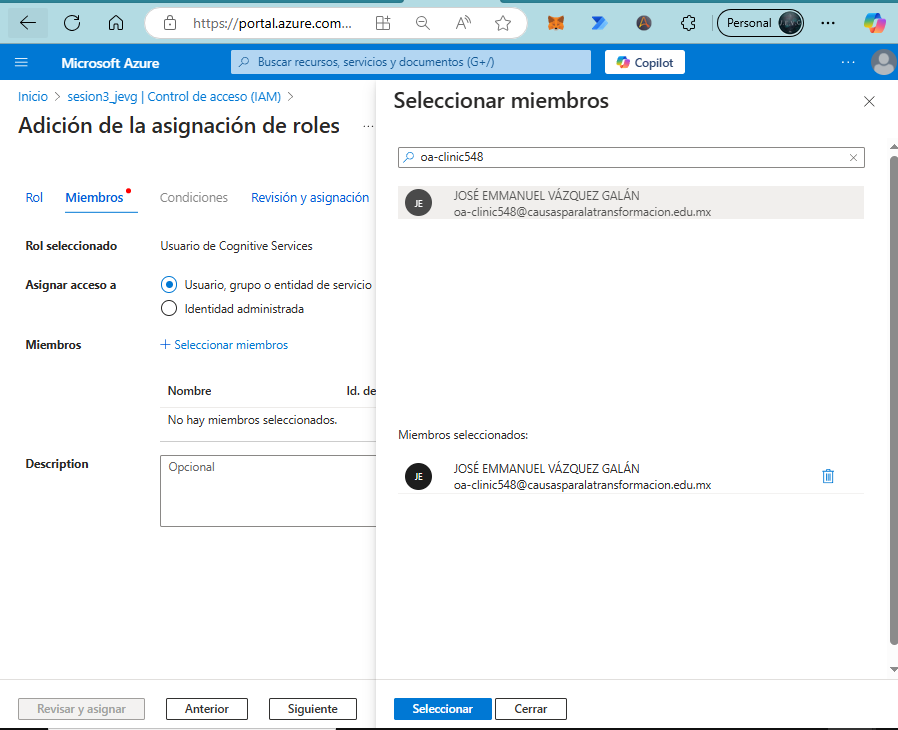 https://portal.azure.com...
Personal
Microsoft Azure
Buscar recursos, servicios y documentos (G+/)
Copilot
Inicio > sesion3_jevg | Control de acceso (IAM) >
Adición de la asignación de roles ...
Rol
Miembros
Condiciones
Revisión y asignación
Rol seleccionado
Usuario de Cognitive Services
Asignar acceso a
Usuario, grupo o entidad de servicio
Identidad administrada
Miembros
+ Seleccionar miembros
Nombre
Id. de
No hay miembros seleccionados.
Description
Opcional
Revisar y asignar
Anterior
Siguiente
Seleccionar miembros
oa-clinic548
JE
JOSÉ EMMANUEL VÁZQUEZ GALÁN
oa-clinic548@causasparalatransformacion.edu.mx
Miembros seleccionados:
JE
JOSÉ EMMANUEL VÁZQUEZ GALÁN
oa-clinic548@causasparalatransformacion.edu.mx
Seleccionar
Cerrar